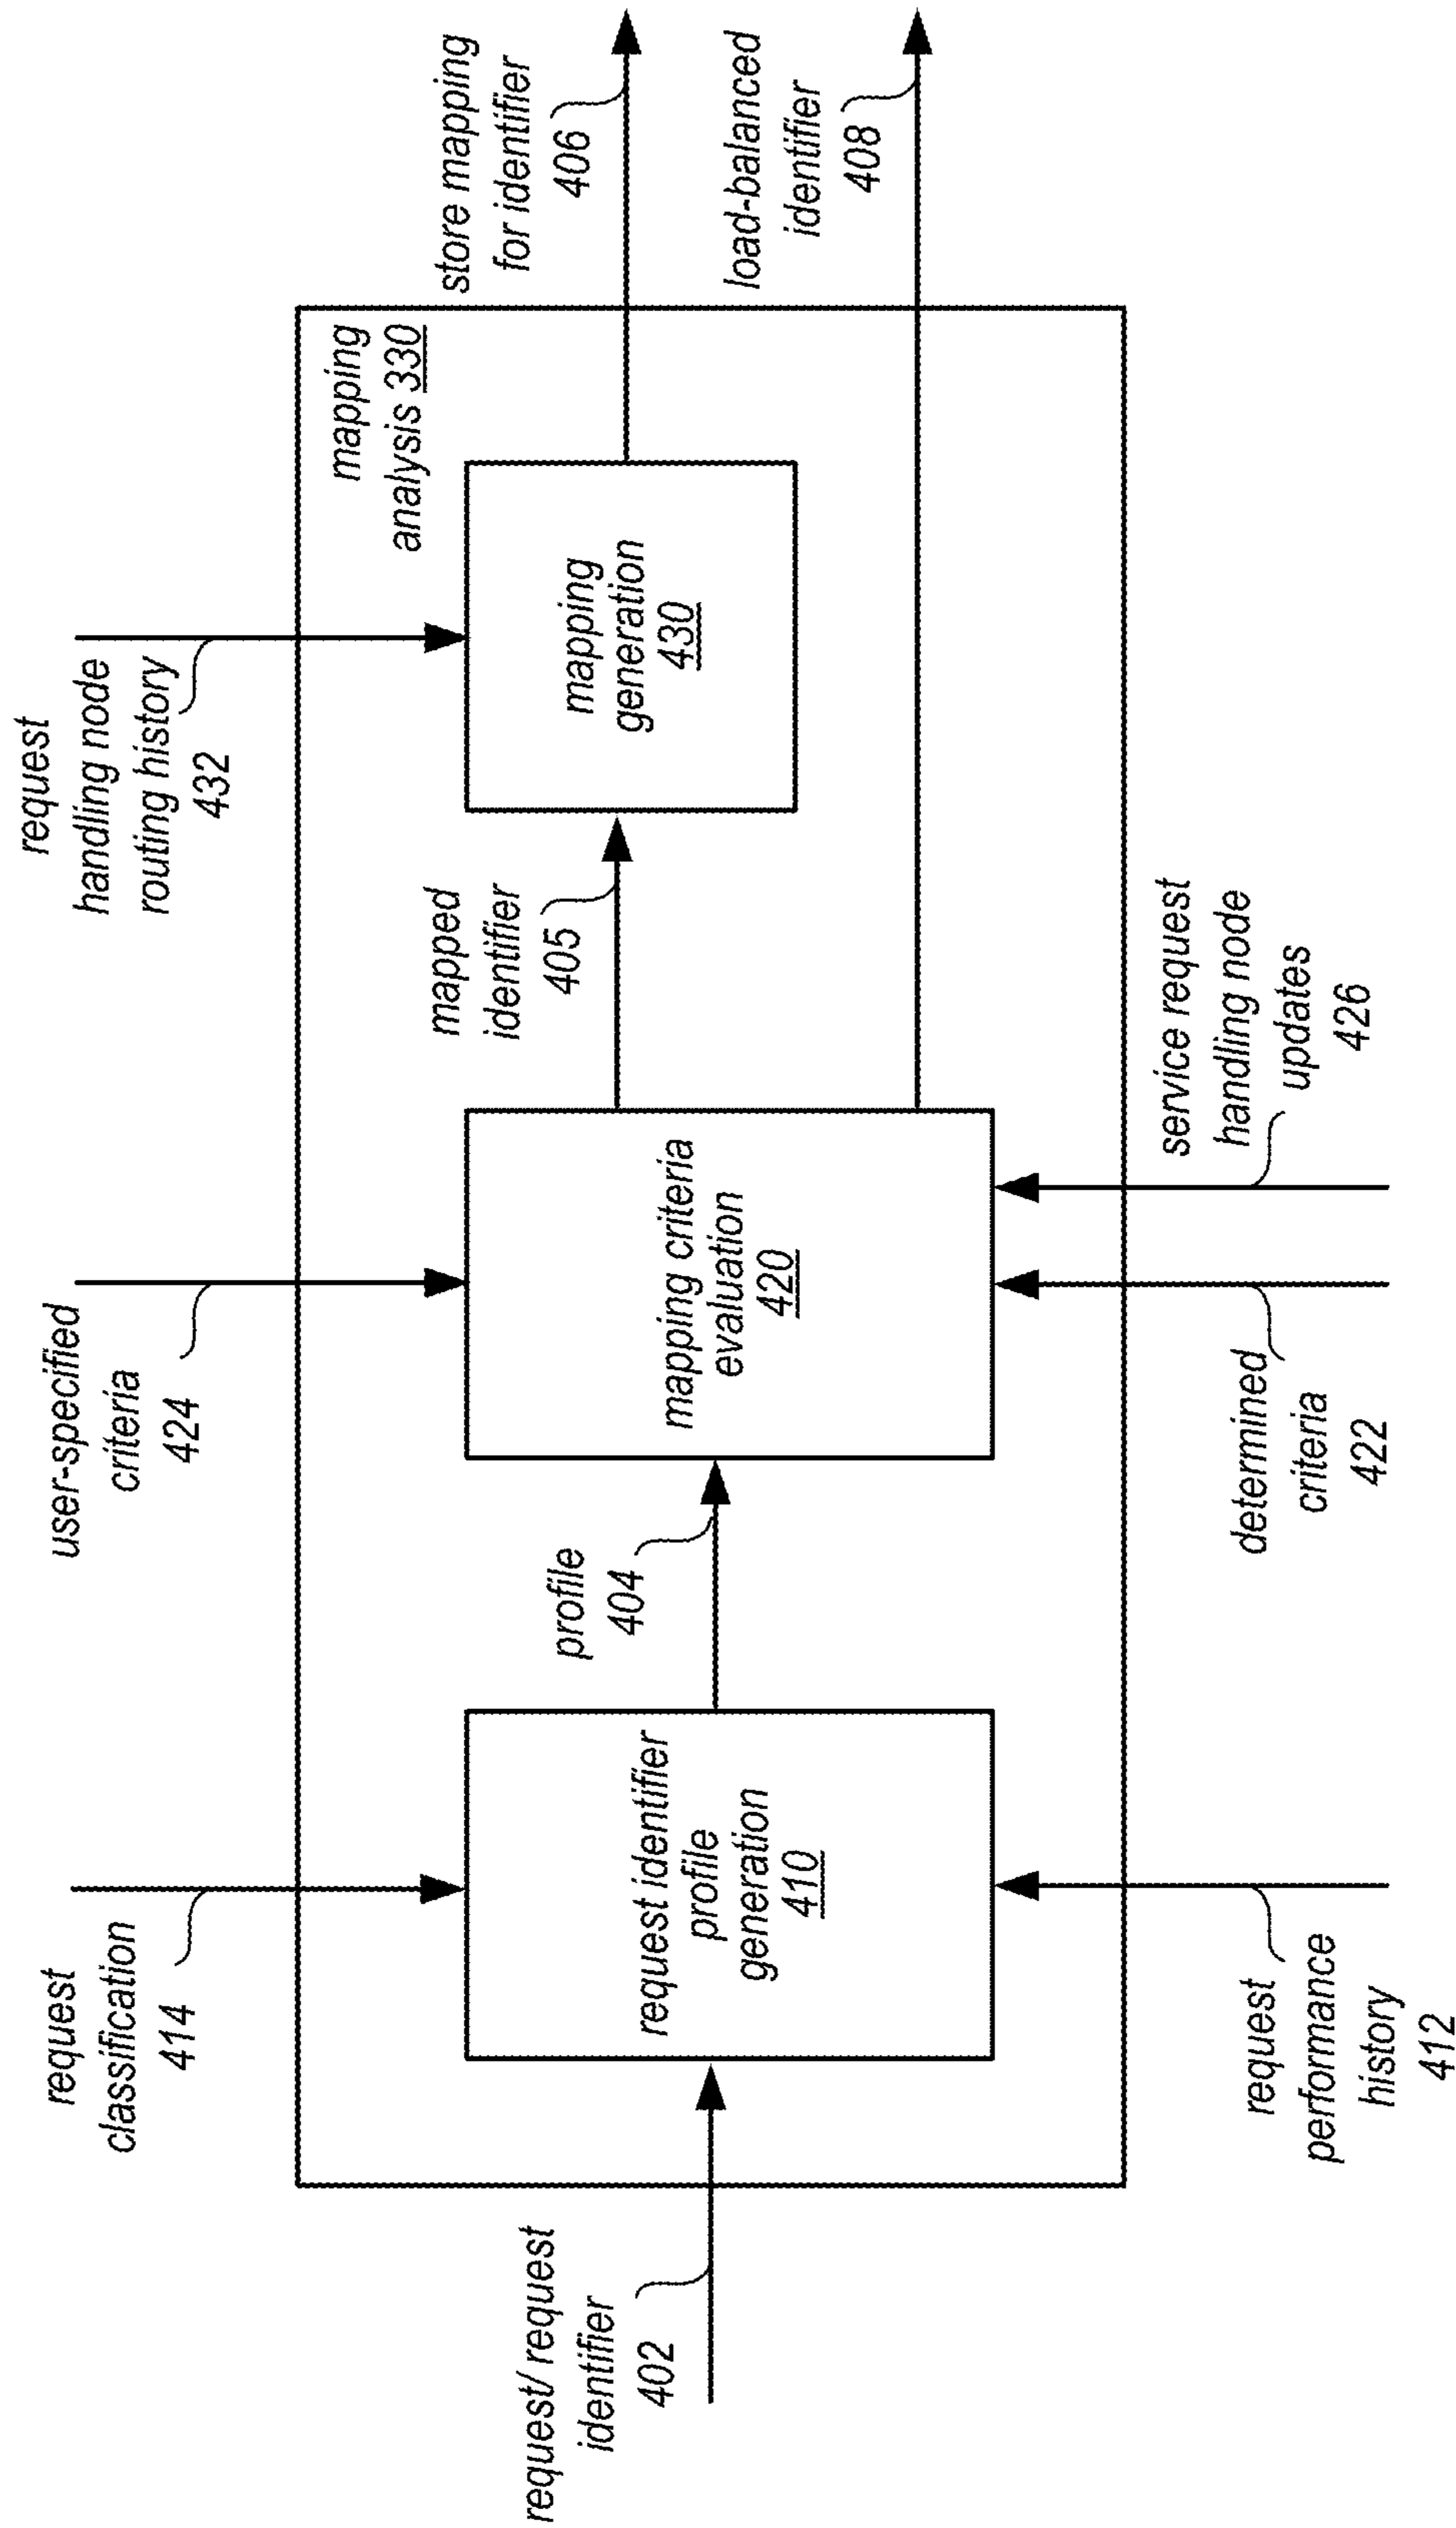 request
classification
414
user-specified
criteria
424
request
handling node
routing history
432
mapping
analysis 330
store mapping
for identifier
406
request/ request
identifier
402
request identifier
profile
generation
410
profile
404
mapping criteria
evaluation
420
mapped
identifier
405
mapping
generation
430
load-balanced
identifier
408
request
performance
history
412
determined
criteria
422
service request
handling node
updates
426